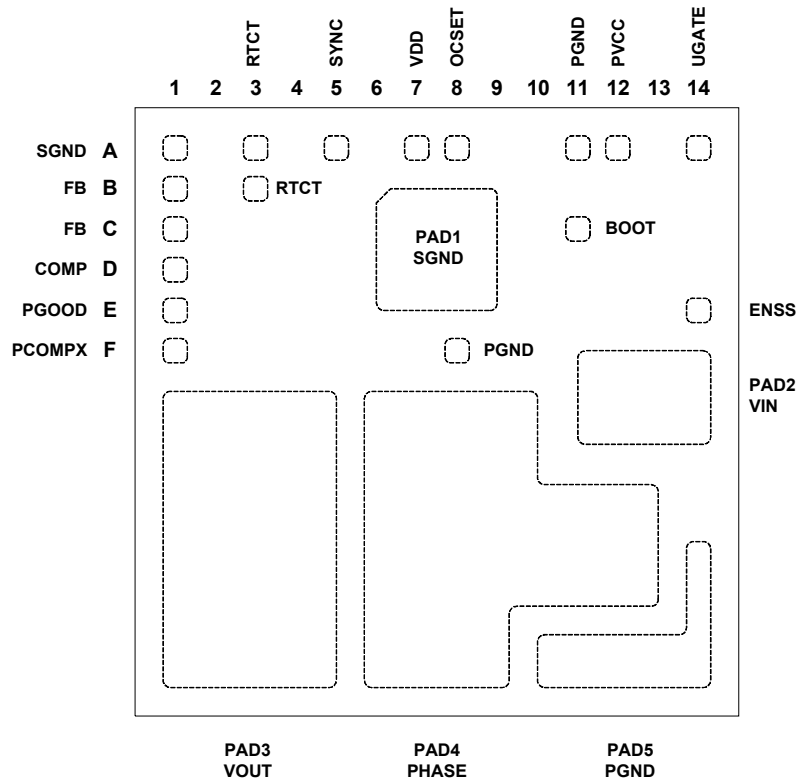 RTCT
SYNC
VDD
OCSET
PGND
PVCC
UGATE
1 2 3 4 5 6 7 8 9 10 11 12 13 14
SGND A
FB B RTCT
FB C BOOT
PAD1
SGND
COMP D
PGOOD E ENSS
PCOMPX F PGND
PAD2
VIN
PAD3
VOUT
PAD4
PHASE
PAD5
PGND